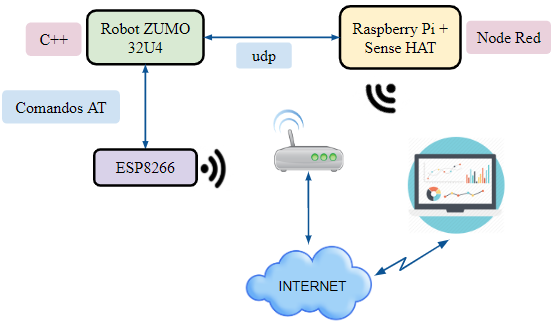 C++
Robot ZUMO
32U4
udp
Raspberry Pi +
Sense HAT
Node Red
Comandos AT
ESP8266
INTERNET